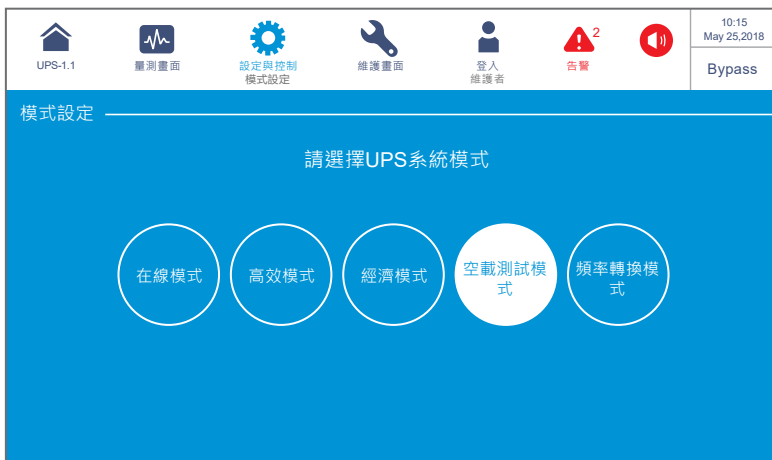 UPS-1.1
量測畫面
設定與控制
模式設定
維護畫面
登入
維護者
2
告警
10:15
May 25,2018
Bypass
模式設定
請選擇UPS系統模式
在線模式
高效模式
經濟模式
空載測試模
式
頻率轉換模
式